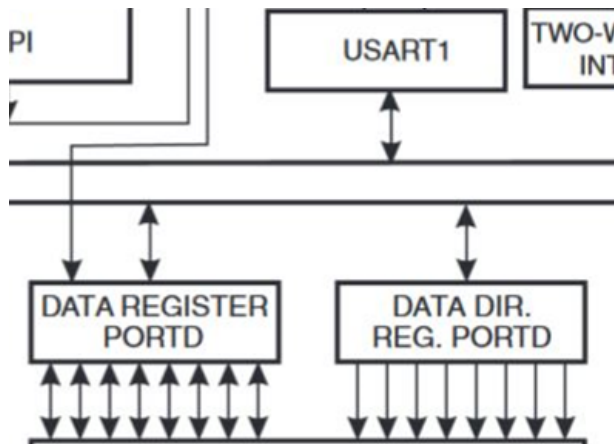 PI
USART1
TWO-W
INT
DATA REGISTER
PORTD
DATA DIR.
REG. PORTD